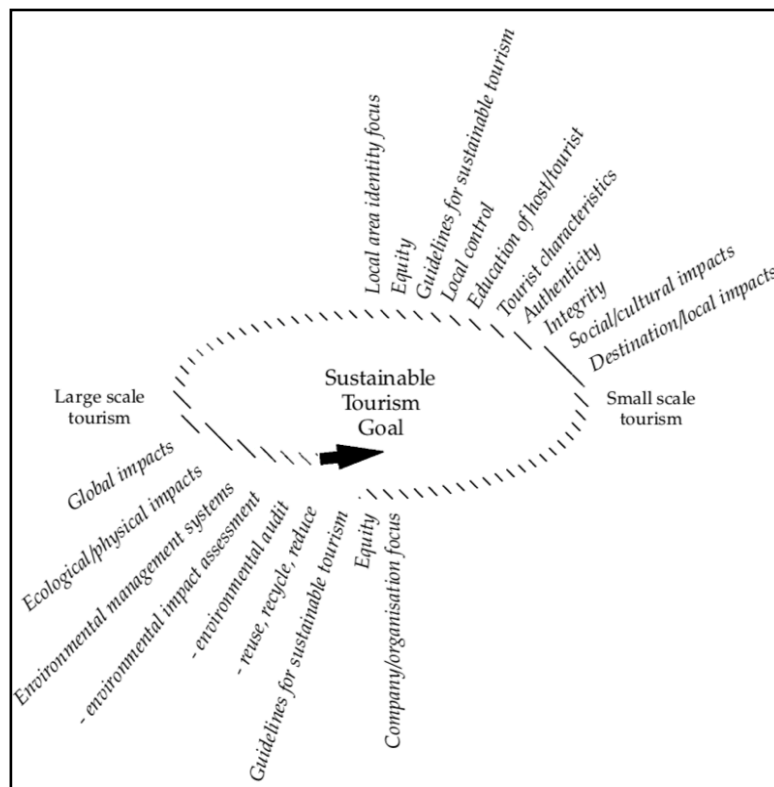 Local area identity focus
Equity
Guidelines for sustainable tourism
Local control
Education of host/tourist
Tourist characteristics
Authenticity
Integrity
Social/cultural impacts
Destination/local impacts
Large scale
tourism
Sustainable
Tourism
Goal
Small scale
tourism
Global impacts
Ecological/physical impacts
Environmental management systems
- environmental impact assessment
- environmental audit
- reuse, recycle, reduce
Guidelines for sustainable tourism
Equity
Company/organisation focus